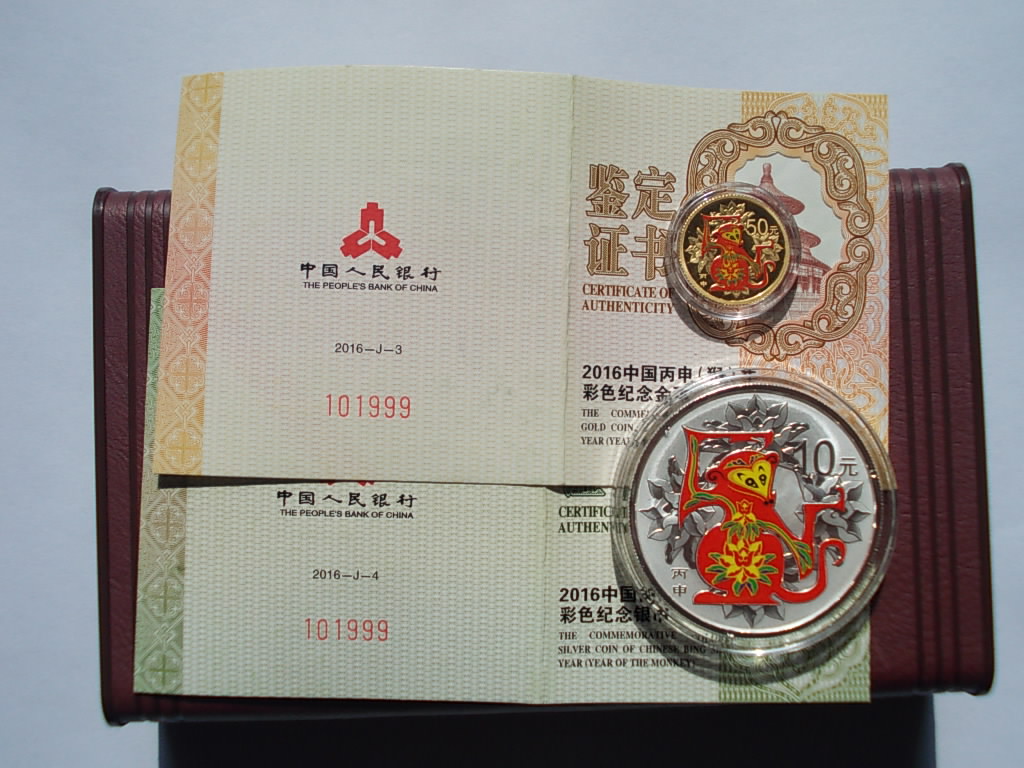 中国人民银行
THE PEOPLE'S BANK OF CHINA
2016-J-3
101999
鉴定
证书
CERTIFICATE OF
AUTHENTICITY
2016中国丙申(猴)
彩色纪念金
THE
GOLD COIN
YEAR
50元
中国人民银行
THE PEOPLE'S BANK OF CHINA
2016-J-4
101999
2016中国
彩色纪念银币
THE COMMEMORATIVE
SILVER COIN OF CHINESE BING
YEAR (YEAR OF THE MONKEY)
10元
丙申